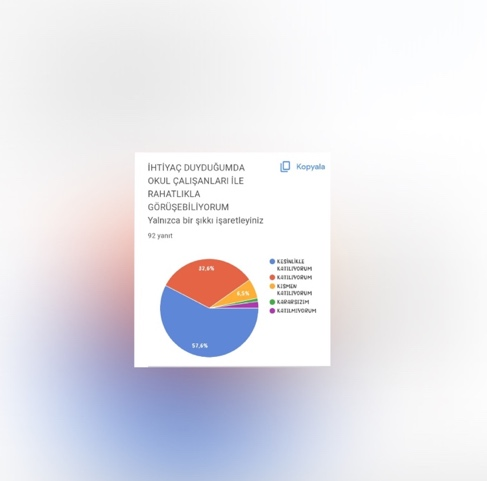 İHTİYAÇ DUYDUĞUMDA
OKUL ÇALIŞANLARI İLE
RAHATLIKLA
GÖRÜŞEBİLİYORUM
Yalnızca bir şıkkı işaretleyiniz
92 yanıt
Kopyala
32,6%
6,5%
57,6%
KESİNLİKLE
KATILIYORUM
KATILIYORUM
KISMEN
KATILIYORUM
KARARSIZIM
KATILMIYORUM